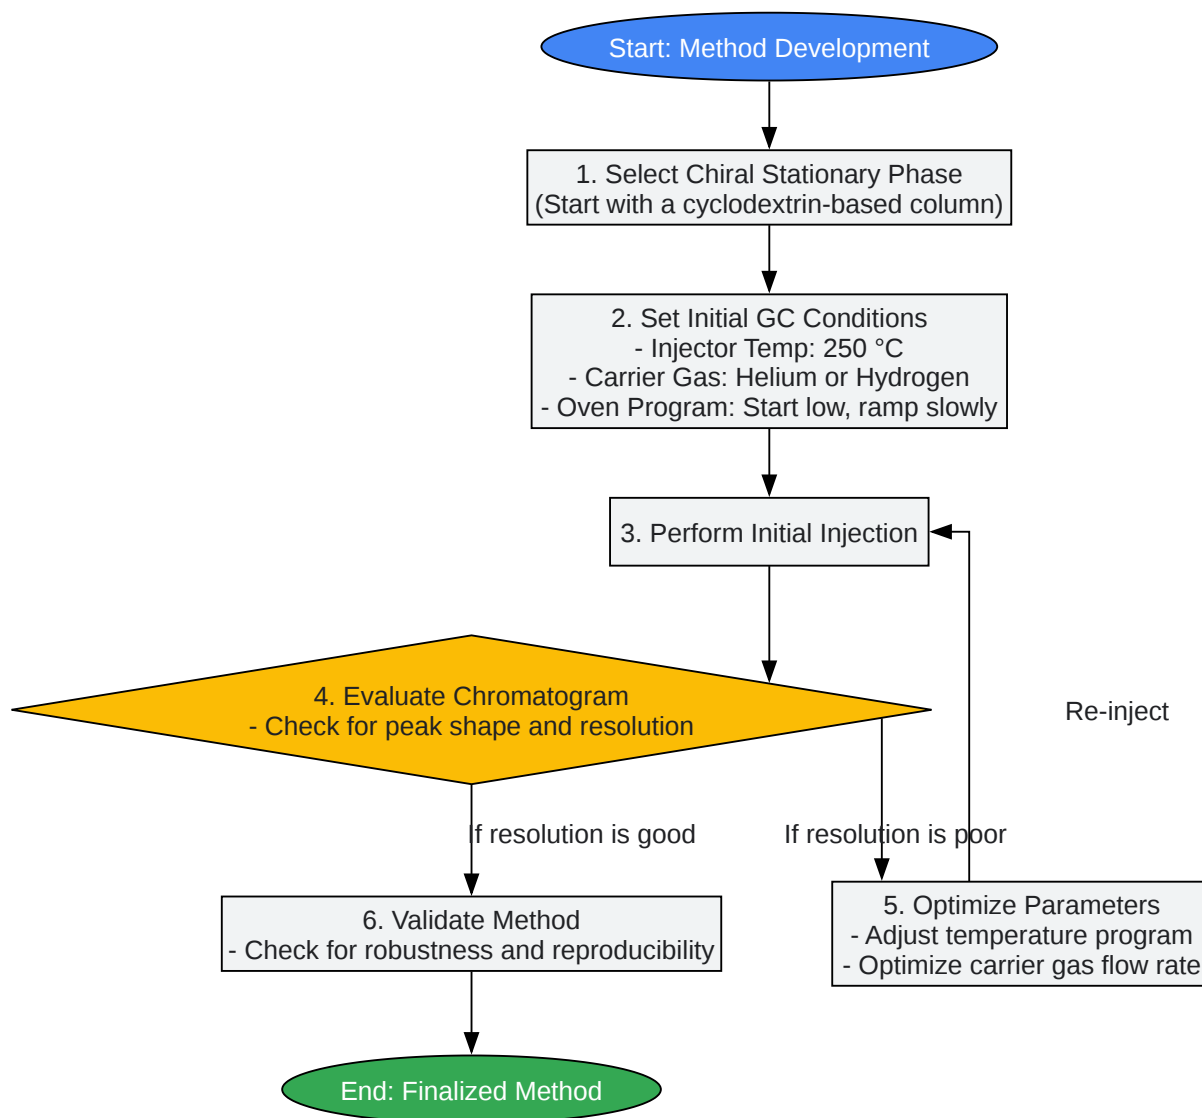 Start: Method Development
1. Select Chiral Stationary Phase
(Start with a cyclodextrin-based column)
2. Set Initial GC Conditions
- Injector Temp: 250 °C
- Carrier Gas: Helium or Hydrogen
- Oven Program: Start low, ramp slowly
3. Perform Initial Injection
4. Evaluate Chromatogram
- Check for peak shape and resolution
Re-inject
If resolution is good
If resolution is poor
5. Optimize Parameters
- Adjust temperature program
- Optimize carrier gas flow rate
6. Validate Method
- Check for robustness and reproducibility
End: Finalized Method